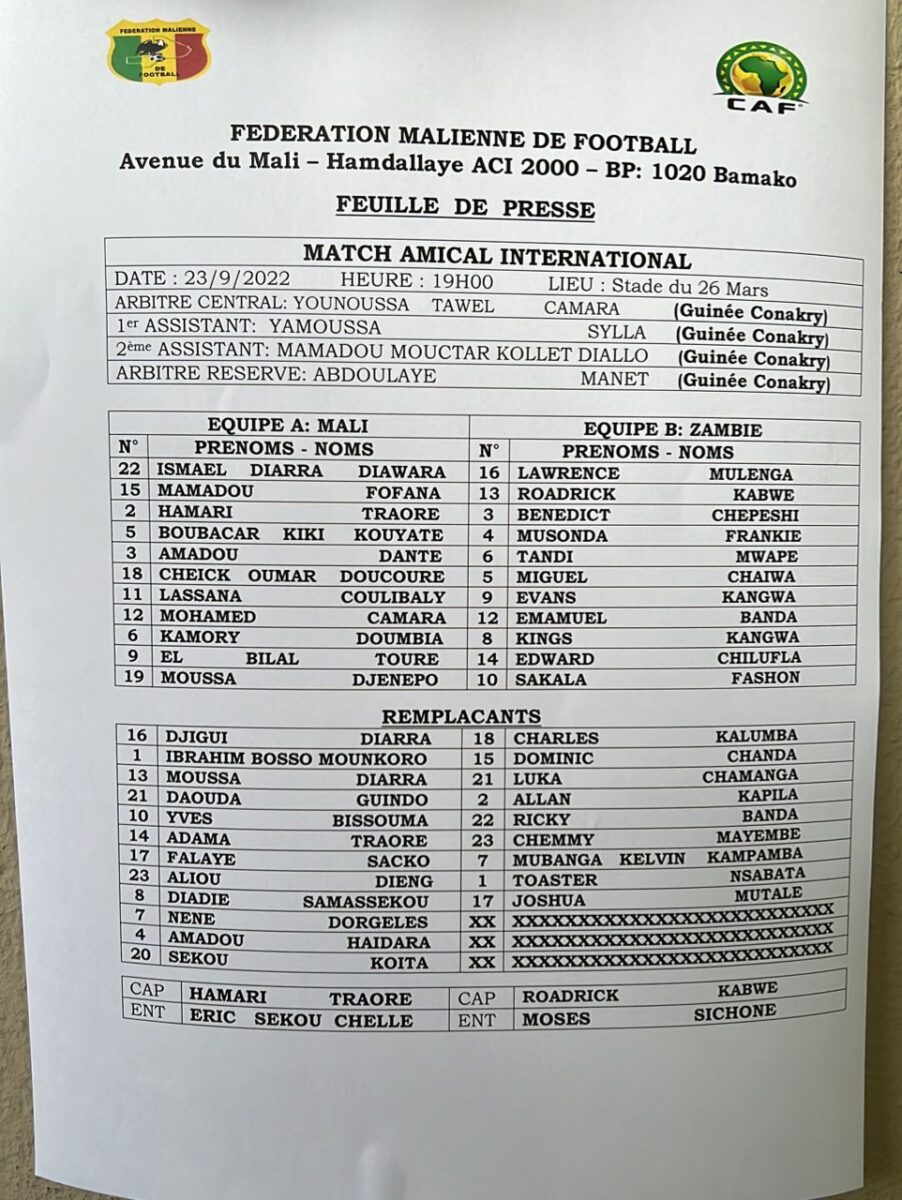 FEDERATION MALIENNE
DE
FOOTBALL
CAF
FEDERATION MALIENNE DE FOOTBALL
Avenue du Mali – Hamdallaye ACI 2000 – BP: 1020 Bamako
FEUILLE DE PRESSE
MATCH AMICAL INTERNATIONAL
DATE : 23/9/2022 HEURE : 19H00 LIEU : Stade du 26 Mars
ARBITRE CENTRAL: YOUNOUSSA TAWEL CAMARA (Guinée Conakry)
1er ASSISTANT: YAMOUSSA SYLLA (Guinée Conakry)
2ème ASSISTANT: MAMADOU MOUCTAR KOLLET DIALLO (Guinée Conakry)
ARBITRE RESERVE: ABDOULAYE MANET (Guinée Conakry)
EQUIPE A: MALI EQUIPE B: ZAMBIE
N° PRENOMS - NOMS N° PRENOMS - NOMS
22 ISMAEL DIARRA DIAWARA 16 LAWRENCE MULENGA
15 MAMADOU FOFANA 13 ROADRICK KABWE
2 HAMARI TRAORE 3 BENEDICT CHEPESHI
5 BOUBACAR KIKI KOUYATE 4 MUSONDA FRANKIE
3 AMADOU DANTE 6 TANDI MWAPE
18 CHEICK OUMAR DOUCOURE 5 MIGUEL CHAIWA
11 LASSANA COULIBALY 9 EVANS KANGWA
12 MOHAMED CAMARA 12 EMAMUEL BANDA
6 KAMORY DOUMBIA 8 KINGS KANGWA
9 EL BILAL TOURE 14 EDWARD CHILUFLA
19 MOUSSA DJENEPO 10 SAKALA FASHON
REMPLACANTS
16 DJIGUI DIARRA 18 CHARLES KALUMBA
1 IBRAHIM BOSSO MOUNKORO 15 DOMINIC CHANDA
13 MOUSSA DIARRA 21 LUKA CHAMANGA
21 DAOUDA GUINDO 2 ALLAN KAPILA
10 YVES BISSOUMA 22 RICKY BANDA
14 ADAMA TRAORE 23 CHEMMY MAYEMBE
17 FALAYE SACKO 7 MUBANGA KELVIN KAMPAMBA
23 ALIOU DIENG 1 TOASTER NSABATA
8 DIADIE SAMASSEKOU 17 JOSHUA MUTALE
7 NENE DORGELES XX XXXXXXXXXXXXXXXXXXXXXXXXXX
4 AMADOU HAIDARA XX XXXXXXXXXXXXXXXXXXXXXXXXXX
20 SEKOU KOITA XX XXXXXXXXXXXXXXXXXXXXXXXXXX
CAP HAMARI TRAORE CAP ROADRICK KABWE
ENT ERIC SEKOU CHELLE ENT MOSES SICHONE